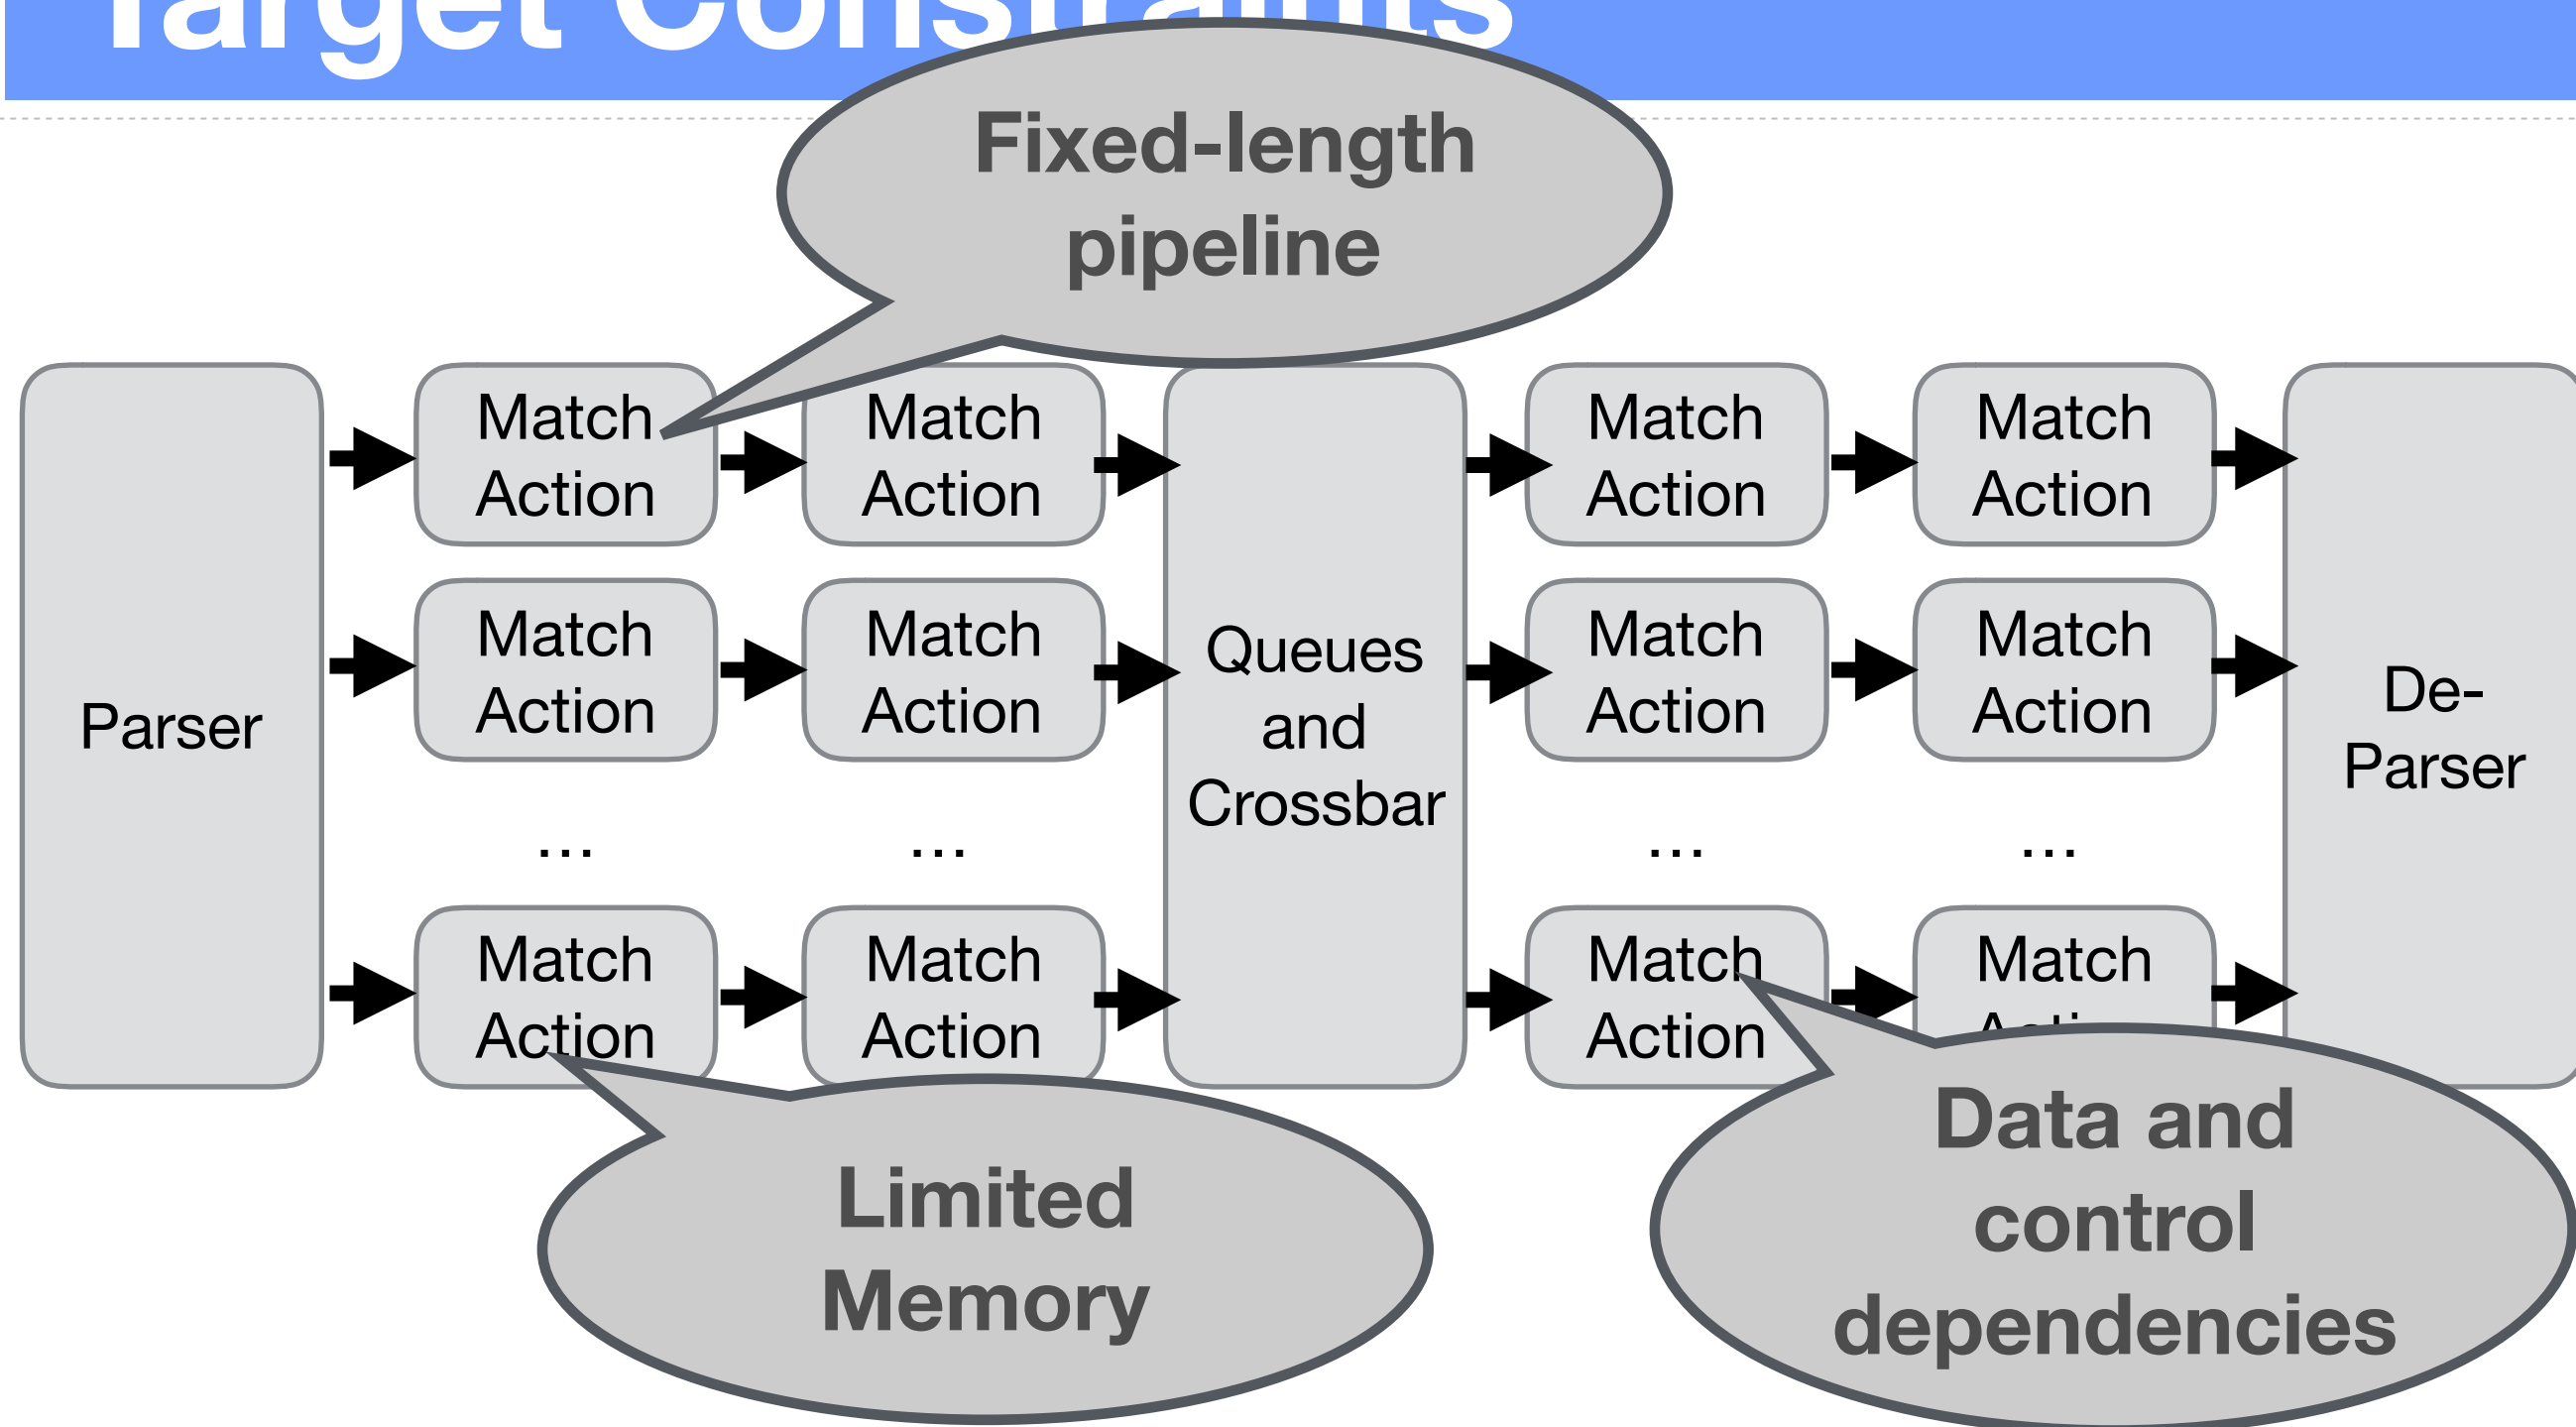 Target Constraints
Fixed-length
pipeline
Parser
Match
Action
Match
Action
Match
Action
Match
Action
Match
Action
Match
Action
Match
Action
Match
Action
...
...
...
...
Match
Action
Match
Action
Match
Action
Match
Queues
and
Crossbar
De-
Parser
Limited
Memory
Data and
control
dependencies